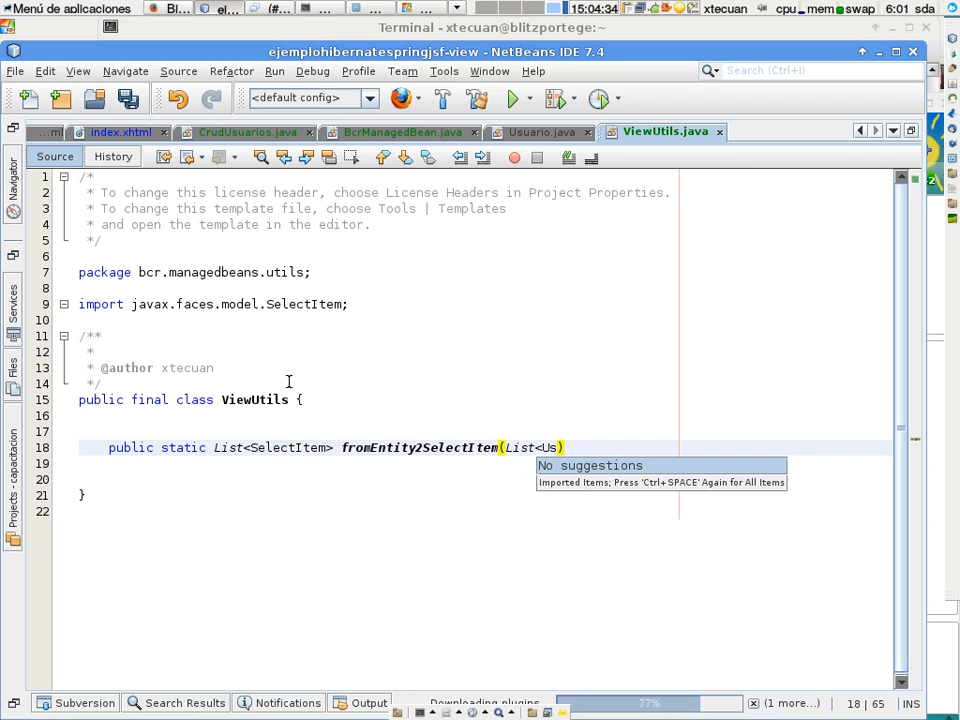 Menú de aplicaciones
Bl...
el...
(#...
...
15:04:34
xtecuan
cpu
mem
swap
6:01
sda
Terminal - xtecuan@blitzportege:~
ejemplohibernatespringjsf-view - NetBeans IDE 7.4
File Edit View Navigate Source Refactor Run Debug Profile Team Tools Window Help
Search (Ctrl+I)
<default config>
...ml
index.xhtml
CrudUsuarios.java
BcrManagedBean.java
Usuario.java
ViewUtils.java
Source
History
Navigator
Services
Files
Projects - capacitacion
1 /*
2 * To change this license header, choose License Headers in Project Properties.
3 * To change this template file, choose Tools | Templates
4 * and open the template in the editor.
5 */
6
7 package bcr.managedbeans.utils;
8
9 import javax.faces.model.SelectItem;
10
11 /**
12 *
13 * @author xtecuan
14 */
15 public final class ViewUtils {
16
17
18 public static List<SelectItem> fromEntity2SelectItem(List<Us)
19
20
21 }
22
No suggestions
Imported Items; Press 'Ctrl+SPACE' Again for All Items
Subversion
Search Results
Notifications
Output
Downloading plugins
77%
(1 more...)
18 | 65
INS